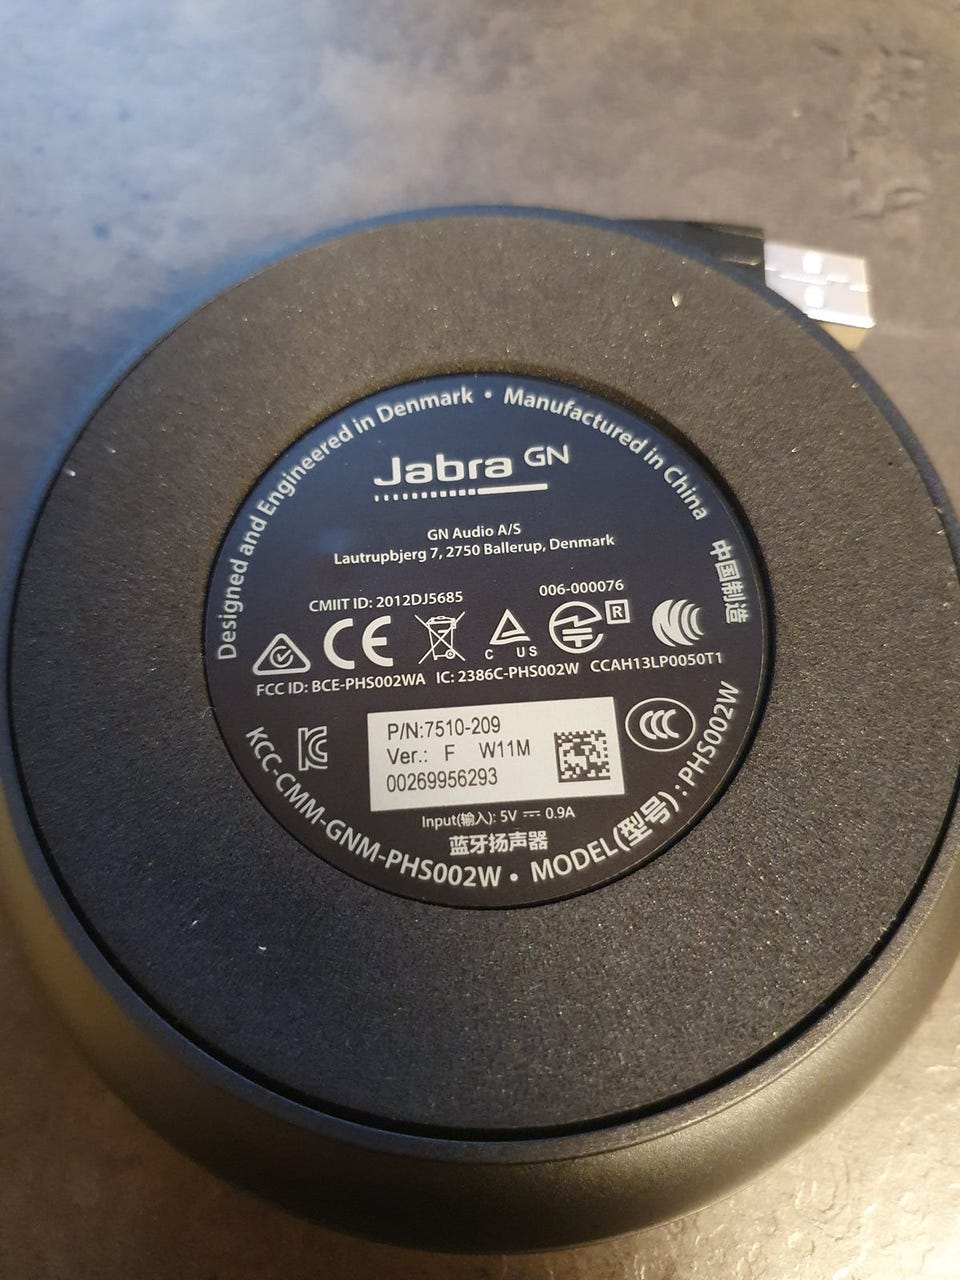 Designed and Engineered in Denmark • Manufactured in China
中国制造
Jabra GN
GN Audio A/S
Lautrupbjerg 7, 2750 Ballerup, Denmark
CMIIT ID: 2012DJ5685
006-000076
CE
C US
R
FCC ID: BCE-PHS002WA IC: 2386C-PHS002W CCAH13LP0050T1
P/N:7510-209
Ver.: F W11M
00269956293
CCC
Input(输入): 5V ⎓ 0.9A
蓝牙扬声器
KCC-CMM-GNM-PHS002W • MODEL(型号) : PHS002W